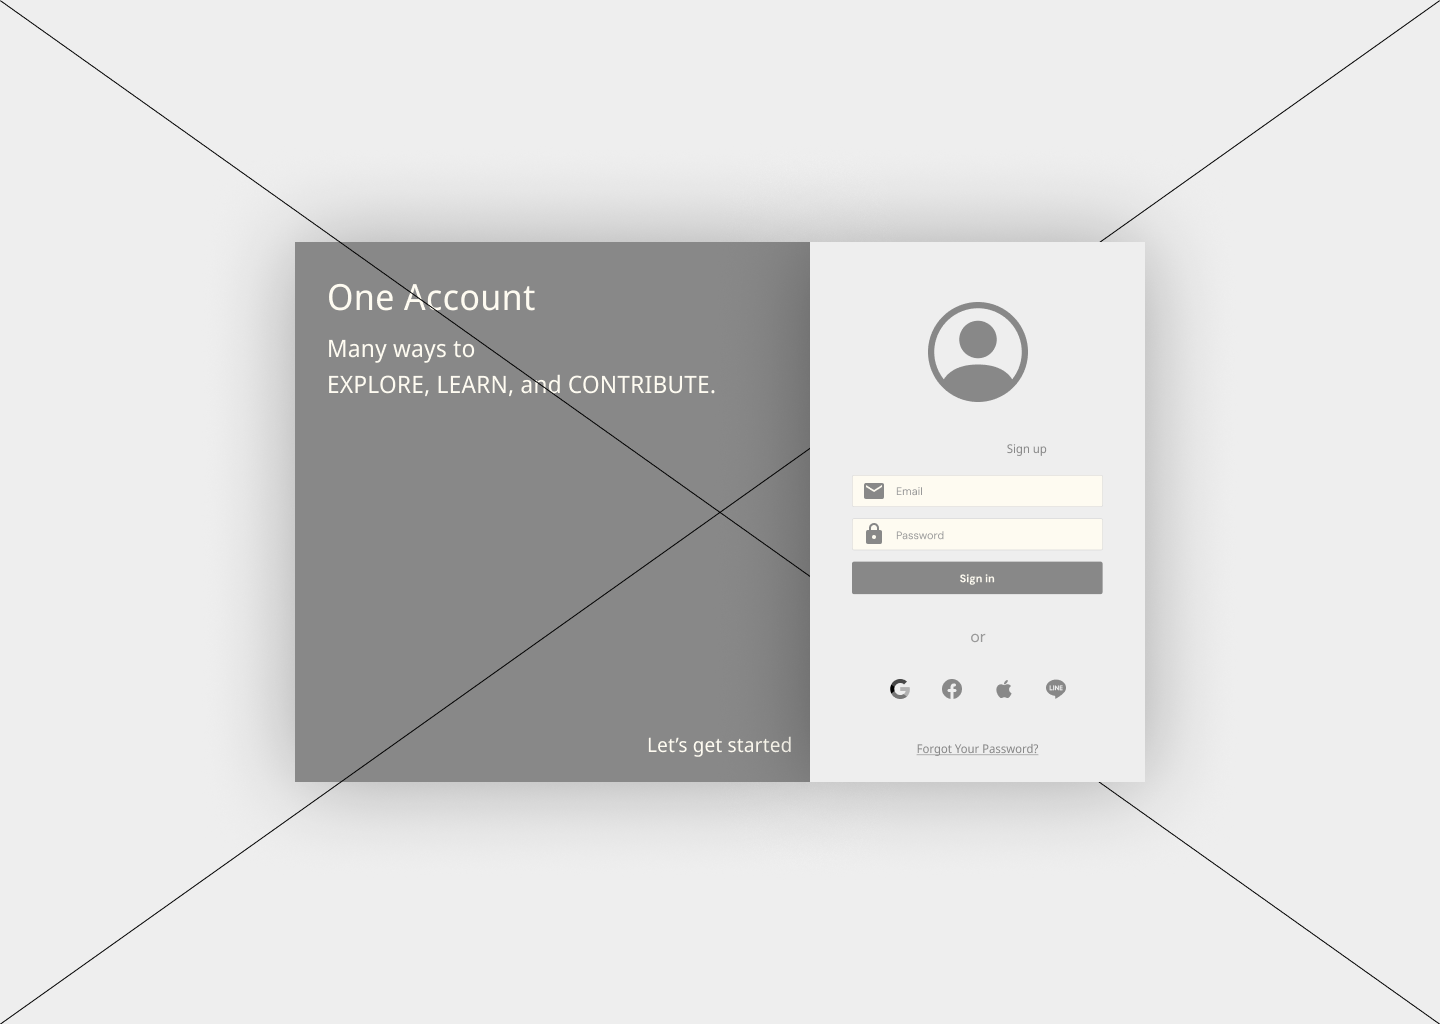 One Account
Many ways to
EXPLORE, LEARN, and CONTRIBUTE.
Let’s get started
Sign up
Email
Password
Sign in
or
LINE
Forgot Your Password?